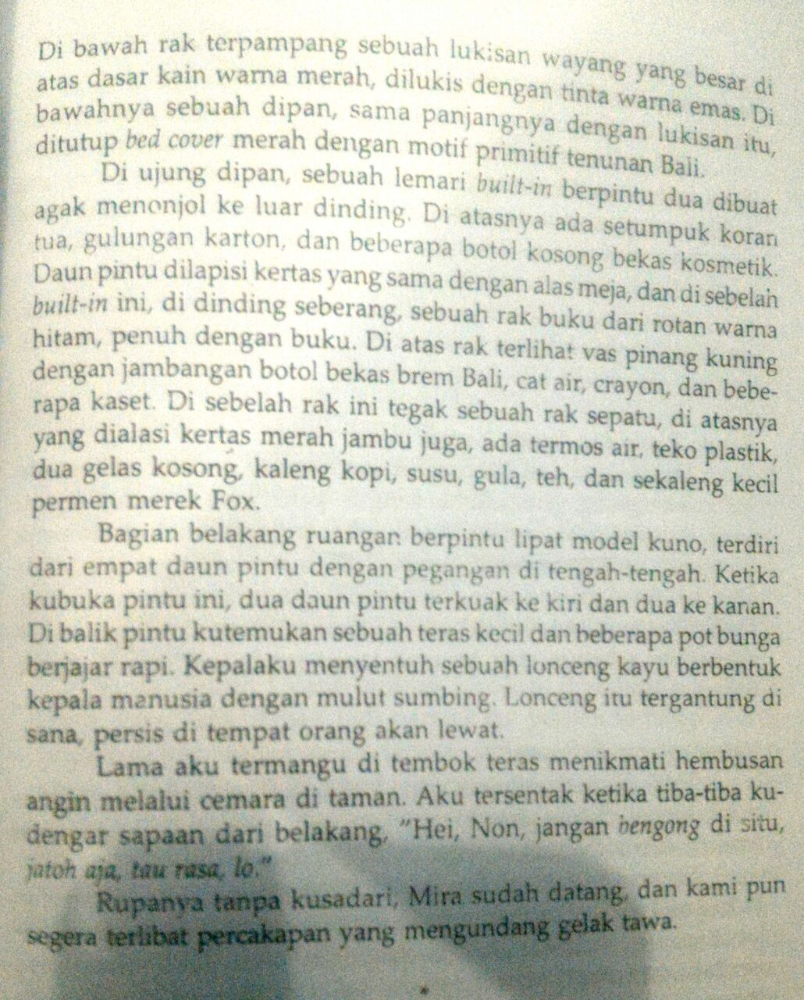 Di bawah rak terpampang sebuah lukisan wayang yang besar di
atas dasar kain warna merah, dilukis dengan tinta warna emas. Di
bawahnya sebuah dipan, sama panjangnya dengan lukisan itu,
ditutup bed cover merah dengan motif primitif tenunan Bali.
Di ujung dipan, sebuah lemari built-in berpintu dua dibuat
agak menonjol ke luar dinding. Di atasnya ada setumpuk koran
tua, gulungan karton, dan beberapa botol kosong bekas kosmetik.
Daun pintu dilapisi kertas yang sama dengan alas meja, dan di sebelah
built-in ini, di dinding seberang, sebuah rak buku dari rotan warna
hitam, penuh dengan buku. Di atas rak terlihat vas pinang kuning
dengan jambangan botol bekas brem Bali, cat air, crayon, dan bebe-
rapa kaset. Di sebelah rak ini tegak sebuah rak sepatu, di atasnya
yang dialasi kertas merah jambu juga, ada termos air, teko plastik,
dua gelas kosong, kaleng kopi, susu, gula, teh, dan sekaleng kecil
permen merek Fox.
Bagian belakang ruangan berpintu lipat model kuno, terdiri
dari empat daun pintu dengan pegangan di tengah-tengah. Ketika
kubuka pintu ini, dua daun pintu terkuak ke kiri dan dua ke kanan.
Di balik pintu kutemukan sebuah teras kecil dan beberapa pot bunga
berjajar rapi. Kepalaku menyentuh sebuah lonceng kayu berbentuk
kepala manusia dengan mulut sumbing. Lonceng itu tergantung di
sana, persis di tempat orang akan lewat.
Lama aku termangu di tembok teras menikmati hembusan
angin melalui cemara di taman. Aku tersentak ketika tiba-tiba ku-
dengar sapaan dari belakang, "Hei, Non, jangan bengong di situ,
jatoh aja, tau rasa, lo."
Rupanya tanpa kusadari, Mira sudah datang, dan kami pun
segera terlibat percakapan yang mengundang gelak tawa.